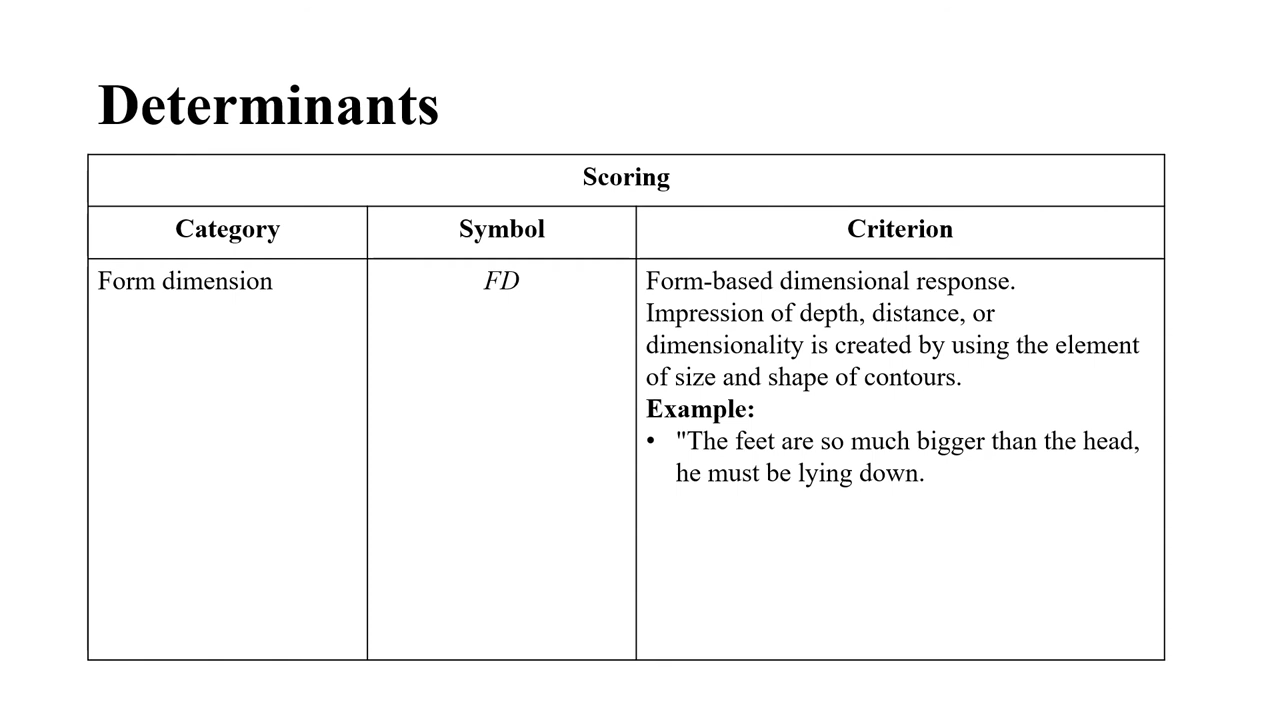 Determinants
Scoring
Category Symbol Criterion
Form dimension FD Form-based dimensional response.
Impression of depth, distance, or
dimensionality is created by using the element
of size and shape of contours.
Example:
• "The feet are so much bigger than the head,
he must be lying down.